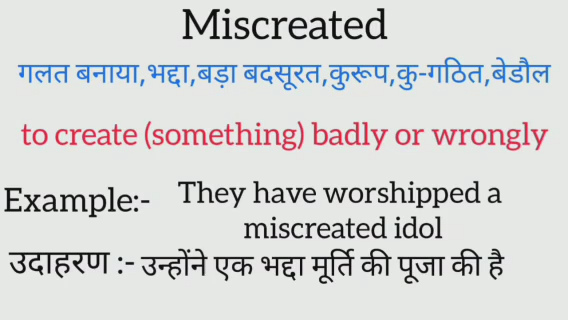 Miscreated
गलत बनाया,भद्दा,बड़ा बदसूरत,कुरूप,कु-गठित,बेडौल
to create (something) badly or wrongly
Example:- They have worshipped a
miscreated idol
उदाहरण :- उन्होंने एक भद्दा मूर्ति की पूजा की है